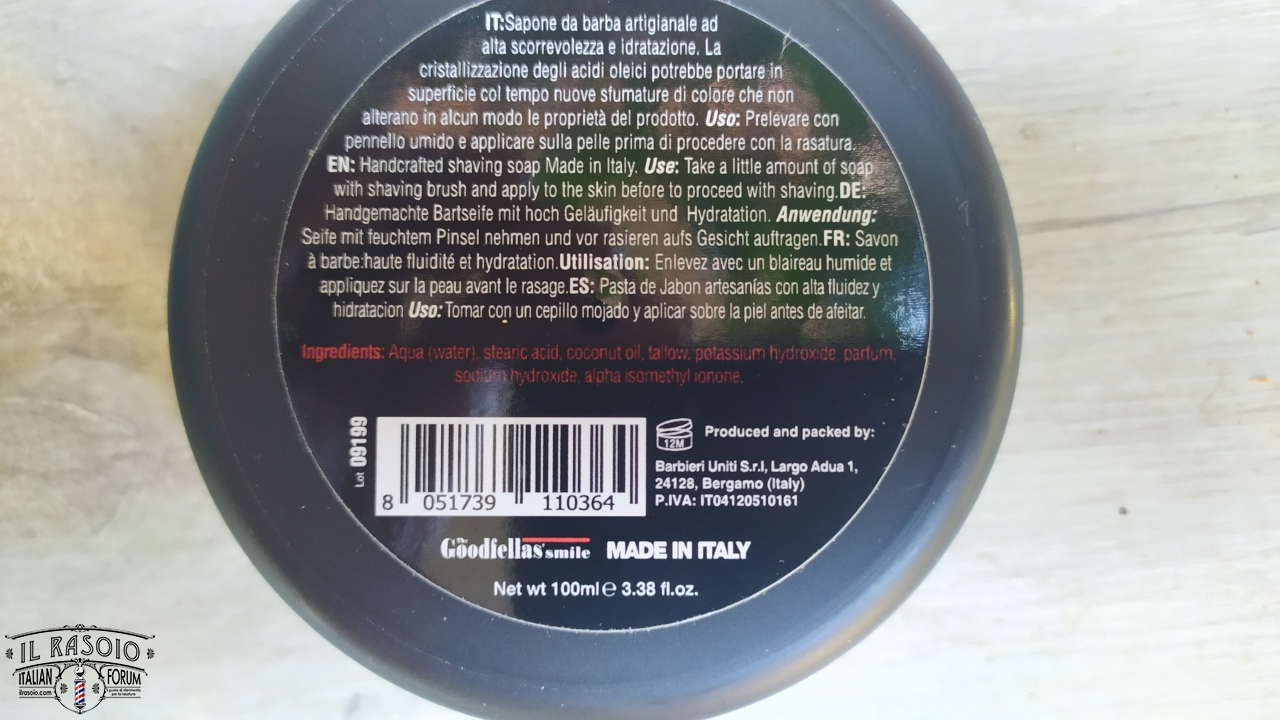 IT:Sapone da barba artigianale ad
alta scorrevolezza e idratazione. La
cristallizzazione degli acidi oleici potrebbe portare in
superficie col tempo nuove sfumature di colore che non
alterano in alcun modo le proprietà del prodotto. Uso: Prelevare con
pennello umido e applicare sulla pelle prima di procedere con la rasatura.
EN: Handcrafted shaving soap Made in Italy. Use: Take a little amount of soap
with shaving brush and apply to the skin before to proceed with shaving.DE:
Handgemachte Bartseife mit hoch Geläufigkeit und Hydratation. Anwendung:
Seife mit feuchtem Pinsel nehmen und vor rasieren aufs Gesicht auftragen.FR: Savon
à barbe:haute fluidité et hydratation.Utilisation: Enlevez avec un blaireau humide et
appliquez sur la peau avant le rasage.ES: Pasta de Jabon artesanías con alta fluidez y
hidratacion Uso: Tomar con un cepillo mojado y aplicar sobre la piel antes de afeitar.
Ingredients: Aqua (water), stearic acid, coconut oil, tallow, potassium hydroxide, parfum,
sodium hydroxide, alpha isomethyl ionone.
Lot 09199
8 051739 110364
12M
Produced and packed by:
Barbieri Uniti S.r.l, Largo Adua 1,
24128, Bergamo (Italy)
P.IVA: IT04120510161
The Goodfellas' smile MADE IN ITALY
Net wt 100ml ℮ 3.38 fl.oz.
IL RASOIO
ITALIAN FORUM
ilrasoio.com
il punto di riferimento
per la rasatura